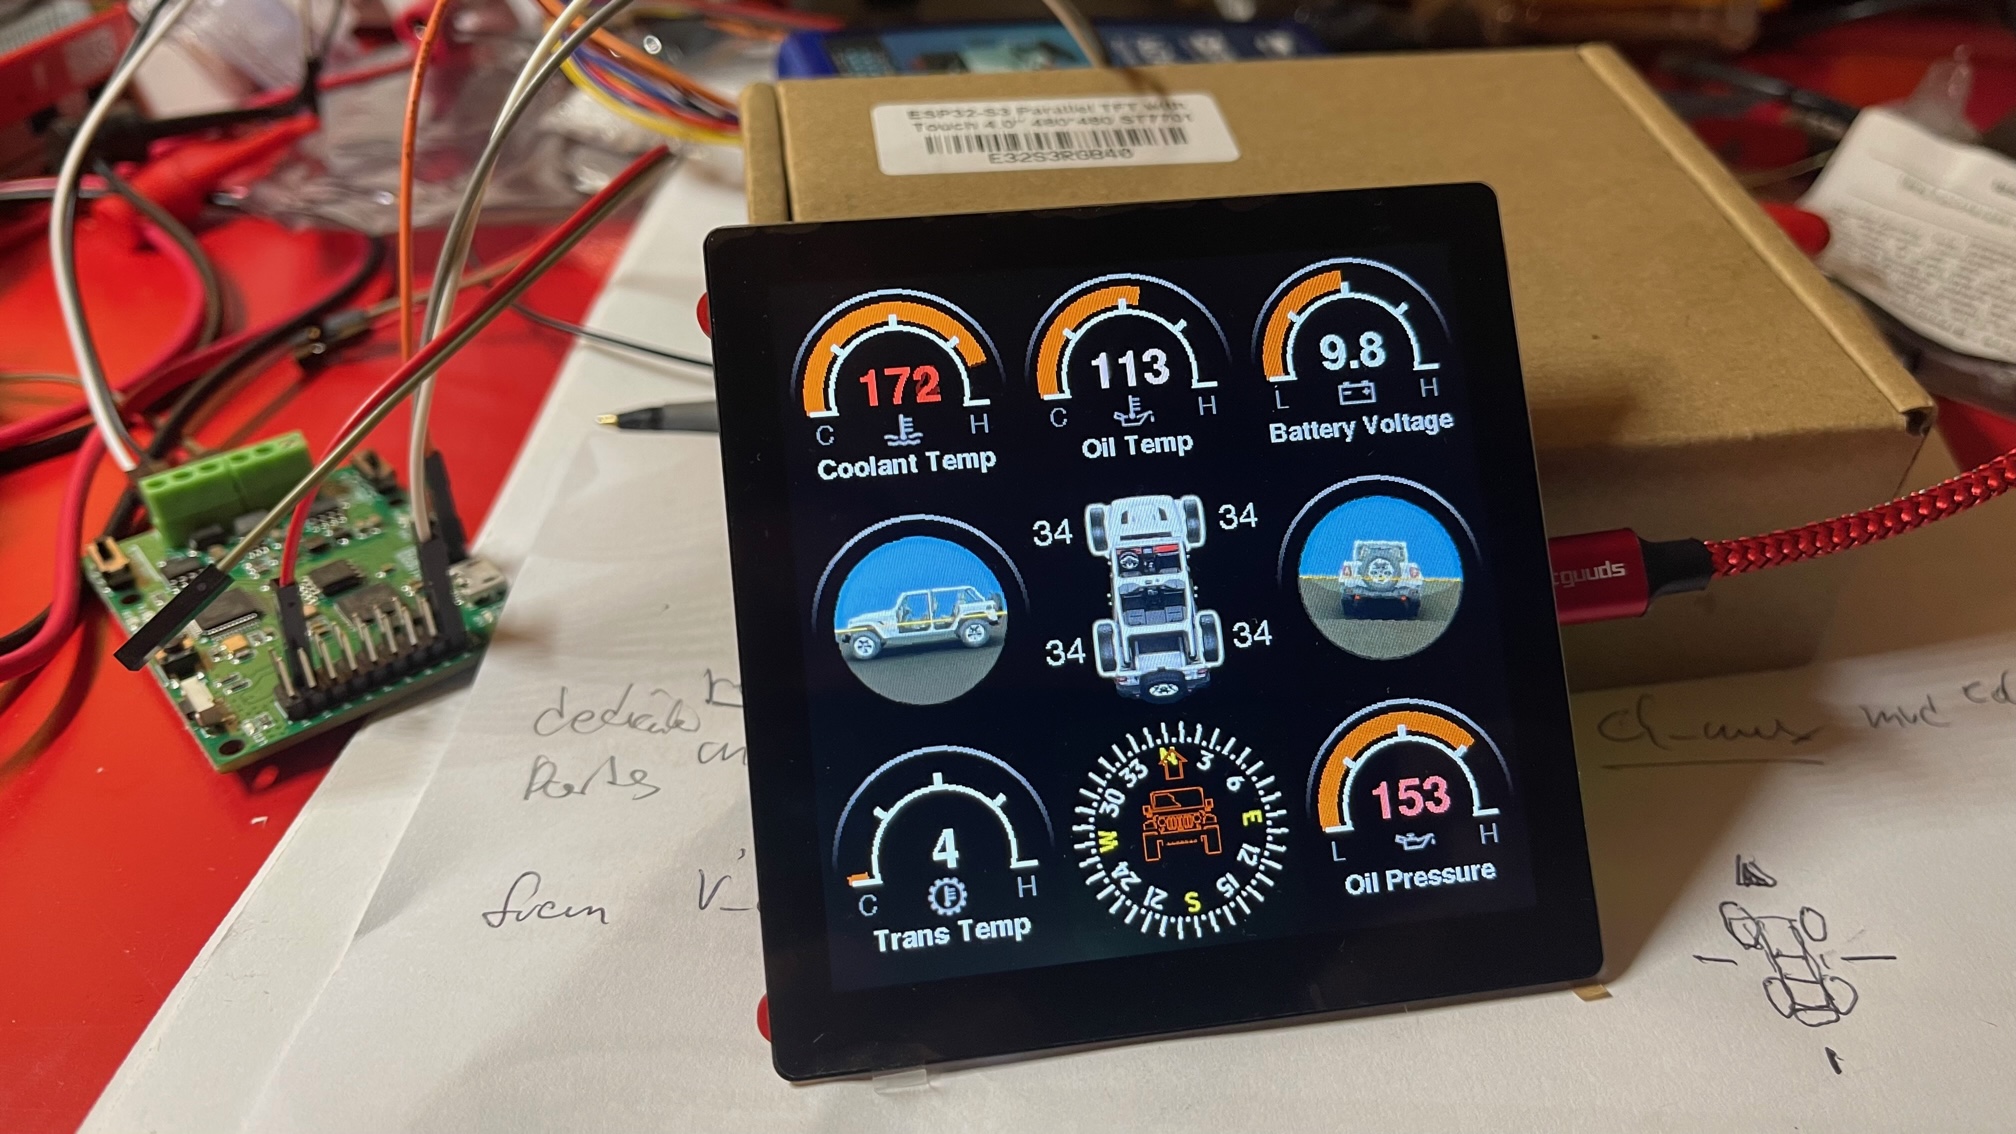 ESP32-S3 Parallel TFT with
Touch 4.0" 480*480 ST7701
E32S3RGB40
172
C H
Coolant Temp
113
C H
Oil Temp
9.8
L H
Battery Voltage
34 34
34 34
4
C H
Trans Temp
N 3 6 E 12 15 S 21 24 W 30 33
153
L H
Oil Pressure
cguuds
Parts